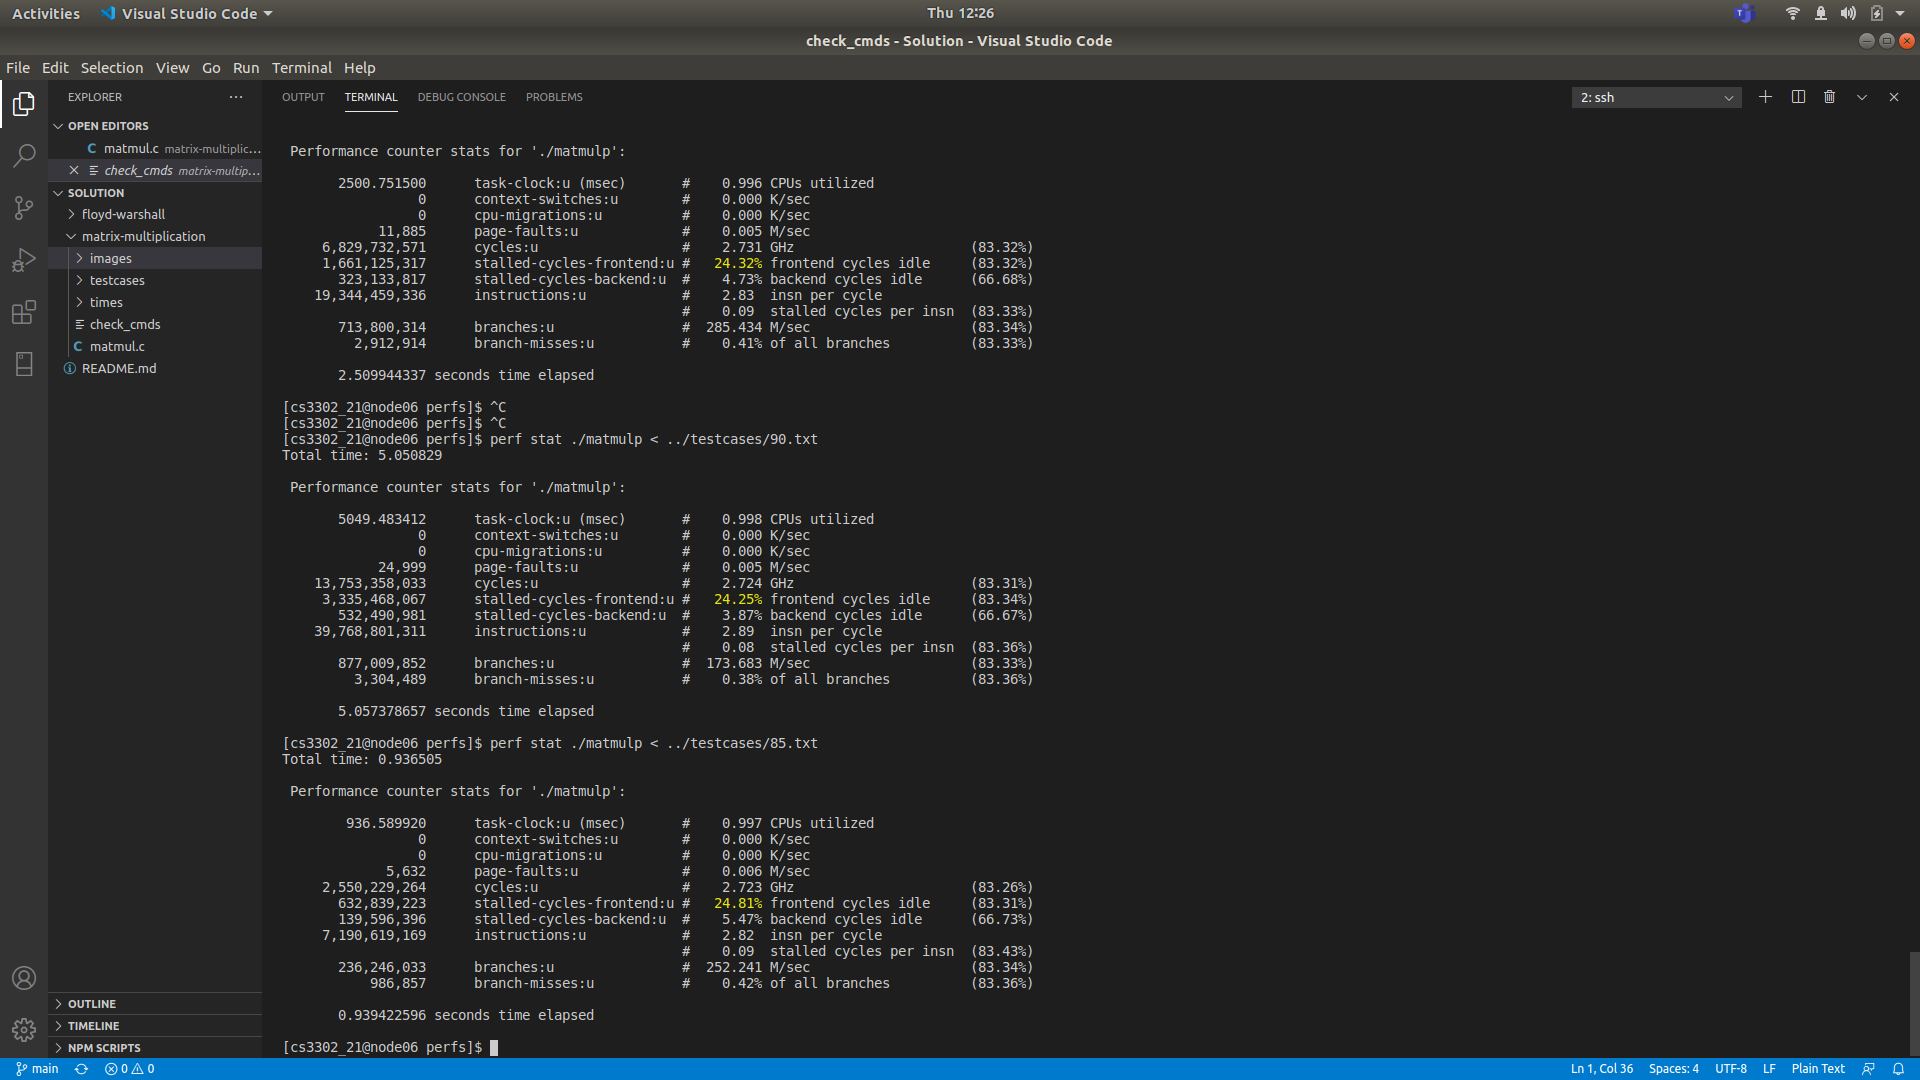 Activities Visual Studio Code Thu 12:26
check_cmds - Solution - Visual Studio Code
File Edit Selection View Go Run Terminal Help
EXPLORER ···
OPEN EDITORS
C matmul.c matrix-multiplic...
check_cmds matrix-multip...
SOLUTION
floyd-warshall
matrix-multiplication
images
testcases
times
check_cmds
C matmul.c
README.md
OUTLINE
TIMELINE
NPM SCRIPTS
OUTPUT TERMINAL DEBUG CONSOLE PROBLEMS 2: ssh
Performance counter stats for './matmulp':
2500.751500 task-clock:u (msec) # 0.996 CPUs utilized
0 context-switches:u # 0.000 K/sec
0 cpu-migrations:u # 0.000 K/sec
11,885 page-faults:u # 0.005 M/sec
6,829,732,571 cycles:u # 2.731 GHz (83.32%)
1,661,125,317 stalled-cycles-frontend:u # 24.32% frontend cycles idle (83.32%)
323,133,817 stalled-cycles-backend:u # 4.73% backend cycles idle (66.68%)
19,344,459,336 instructions:u # 2.83 insn per cycle
# 0.09 stalled cycles per insn (83.33%)
713,800,314 branches:u # 285.434 M/sec (83.34%)
2,912,914 branch-misses:u # 0.41% of all branches (83.33%)
2.509944337 seconds time elapsed
[cs3302_21@node06 perfs]$ ^C
[cs3302_21@node06 perfs]$ ^C
[cs3302_21@node06 perfs]$ perf stat ./matmulp < ../testcases/90.txt
Total time: 5.050829
Performance counter stats for './matmulp':
5049.483412 task-clock:u (msec) # 0.998 CPUs utilized
0 context-switches:u # 0.000 K/sec
0 cpu-migrations:u # 0.000 K/sec
24,999 page-faults:u # 0.005 M/sec
13,753,358,033 cycles:u # 2.724 GHz (83.31%)
3,335,468,067 stalled-cycles-frontend:u # 24.25% frontend cycles idle (83.34%)
532,490,981 stalled-cycles-backend:u # 3.87% backend cycles idle (66.67%)
39,768,801,311 instructions:u # 2.89 insn per cycle
# 0.08 stalled cycles per insn (83.36%)
877,009,852 branches:u # 173.683 M/sec (83.33%)
3,304,489 branch-misses:u # 0.38% of all branches (83.36%)
5.057378657 seconds time elapsed
[cs3302_21@node06 perfs]$ perf stat ./matmulp < ../testcases/85.txt
Total time: 0.936505
Performance counter stats for './matmulp':
936.589920 task-clock:u (msec) # 0.997 CPUs utilized
0 context-switches:u # 0.000 K/sec
0 cpu-migrations:u # 0.000 K/sec
5,632 page-faults:u # 0.006 M/sec
2,550,229,264 cycles:u # 2.723 GHz (83.26%)
632,839,223 stalled-cycles-frontend:u # 24.81% frontend cycles idle (83.31%)
139,596,396 stalled-cycles-backend:u # 5.47% backend cycles idle (66.73%)
7,190,619,169 instructions:u # 2.82 insn per cycle
# 0.09 stalled cycles per insn (83.43%)
236,246,033 branches:u # 252.241 M/sec (83.34%)
986,857 branch-misses:u # 0.42% of all branches (83.36%)
0.939422596 seconds time elapsed
[cs3302_21@node06 perfs]$
main 0 0 Ln 1, Col 36 Spaces: 4 UTF-8 LF Plain Text